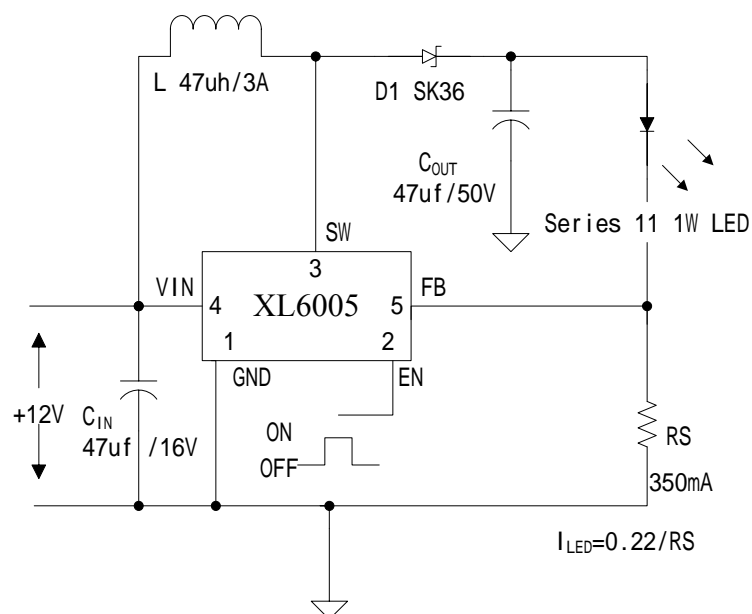 L 47uh/3A
D1 SK36
COUT
47uf/50V
Series 11 1W LED
SW
3
VIN
4
XL6005
5
FB
1
2
GND
EN
+12V
CIN
47uf /16V
ON
OFF
RS
350mA
ILED=0.22/RS